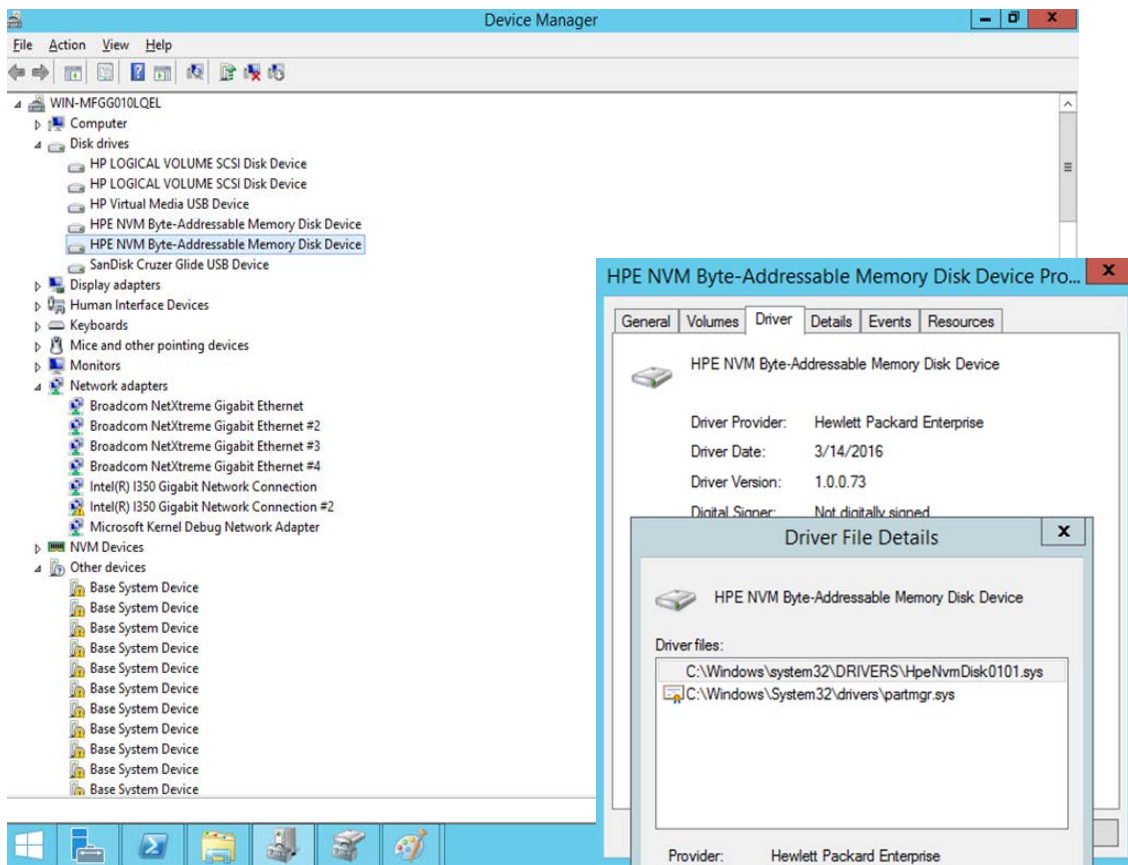 Device Manager
File Action View Help
WIN-MFGG010LQEL
Computer
Disk drives
HP LOGICAL VOLUME SCSI Disk Device
HP LOGICAL VOLUME SCSI Disk Device
HP Virtual Media USB Device
HPE NVM Byte-Addressable Memory Disk Device
HPE NVM Byte-Addressable Memory Disk Device
SanDisk Cruzer Glide USB Device
Display adapters
Human Interface Devices
Keyboards
Mice and other pointing devices
Monitors
Network adapters
Broadcom NetXtreme Gigabit Ethernet
Broadcom NetXtreme Gigabit Ethernet #2
Broadcom NetXtreme Gigabit Ethernet #3
Broadcom NetXtreme Gigabit Ethernet #4
Intel(R) I350 Gigabit Network Connection
Intel(R) I350 Gigabit Network Connection #2
Microsoft Kernel Debug Network Adapter
NVM Devices
Other devices
Base System Device
Base System Device
Base System Device
Base System Device
Base System Device
Base System Device
Base System Device
Base System Device
Base System Device
Base System Device
Base System Device
HPE NVM Byte-Addressable Memory Disk Device Pro...
General Volumes Driver Details Events Resources
HPE NVM Byte-Addressable Memory Disk Device
Driver Provider: Hewlett Packard Enterprise
Driver Date: 3/14/2016
Driver Version: 1.0.0.73
Digital Signer: Not digitally signed
Driver File Details
HPE NVM Byte-Addressable Memory Disk Device
Driver files:
C:\Windows\system32\DRIVERS\HpeNvmDisk0101.sys
C:\Windows\System32\drivers\partmgr.sys
Provider: Hewlett Packard Enterprise